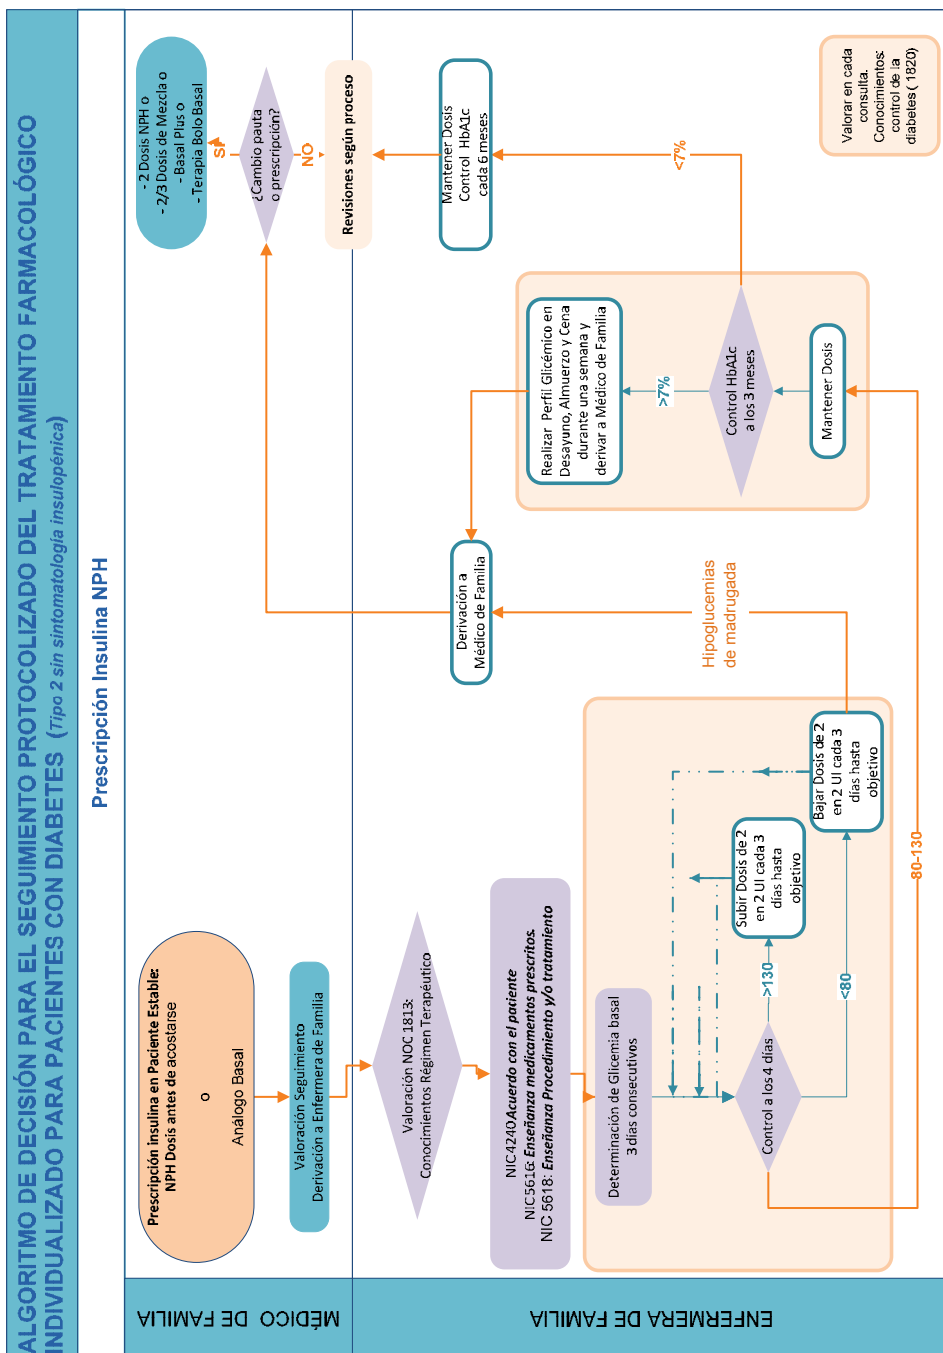 ALGORITMO DE DECISIÓN PARA EL SEGUIMIENTO PROTOCOLIZADO DEL TRATAMIENTO FARMACOLÓGICO
INDIVIDUALIZADO PARA PACIENTES CON DIABETES (Tipo 2 sin sintomatología insulopénica)
Prescripción Insulina NPH
MÉDICO DE FAMILIA
Prescripción insulina en Paciente Estable:
NPH Dosis antes de acostarse
o
Análogo Basal
Valoración Seguimiento
Derivación a Enfermera de Familia
- 2 Dosis NPH o
- 2/3 Dosis de Mezcla o
- Basal Plus o
- Terapia Bolo Basal
SI
¿Cambio pauta
o prescripción?
NO
Revisiones según proceso
ENFERMERA DE FAMILIA
Valoración NOC 1813:
Conocimientos Régimen Terapéutico
NIC4240Acuerdo con el paciente
NIC5616: Enseñanza medicamentos prescritos.
NIC 5618: Enseñanza Procedimiento y/o tratamiento
Determinación de Glicemia basal
3 días consecutivos
Control a los 4 días
>130
Subir Dosis de 2
en 2 UI cada 3
días hasta
objetivo
<80
Bajar Dosis de 2
en 2 UI cada 3
días hasta
objetivo
80-130
Hipoglucemias
de madrugada
Derivación a
Médico de Familia
Mantener Dosis
Control HbA1c
a los 3 meses
>7%
Realizar Perfil Glicémico en
Desayuno, Almuerzo y Cena
durante una semana y
derivar a Médico de Familia
<7%
Mantener Dosis
Control HbA1c
cada 6 meses
Valorar en cada
consulta.
Conocimientos:
control de la
diabetes ( 1820)